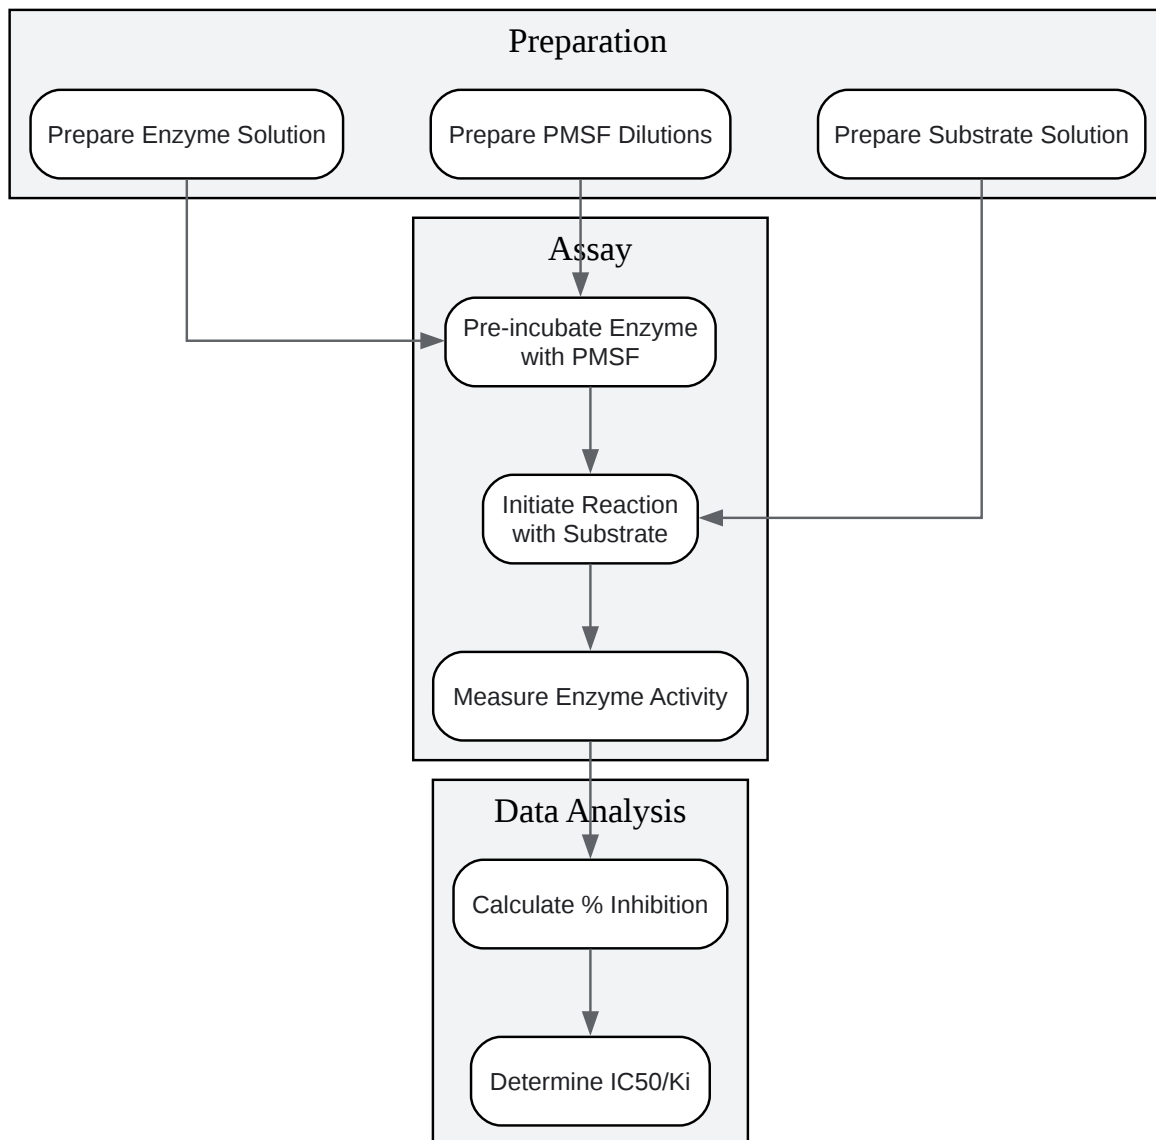 Preparation
Prepare Enzyme Solution
Prepare PMSF Dilutions
Prepare Substrate Solution
Assay
Pre-incubate Enzyme
with PMSF
Initiate Reaction
with Substrate
Measure Enzyme Activity
Data Analysis
Calculate % Inhibition
Determine IC50/Ki